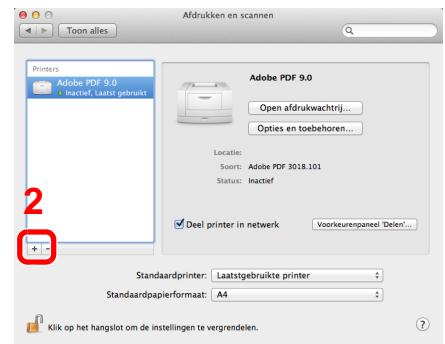 Afdrukken en scannen
Toon alles
Printers
Adobe PDF 9.0
Inactief, Laatst gebruikt
Adobe PDF 9.0
Open afdrukwachtrij...
Opties en toebehoren...
Locatie:
Soort: Adobe PDF 3018.101
Status: Inactief
2
Deel printer in netwerk
Voorkeurenpaneel 'Delen'...
+ -
Standaardprinter: Laatstgebruikte printer
Standaardpapierformaat: A4
Klik op het hangslot om de instellingen te vergrendelen.
?